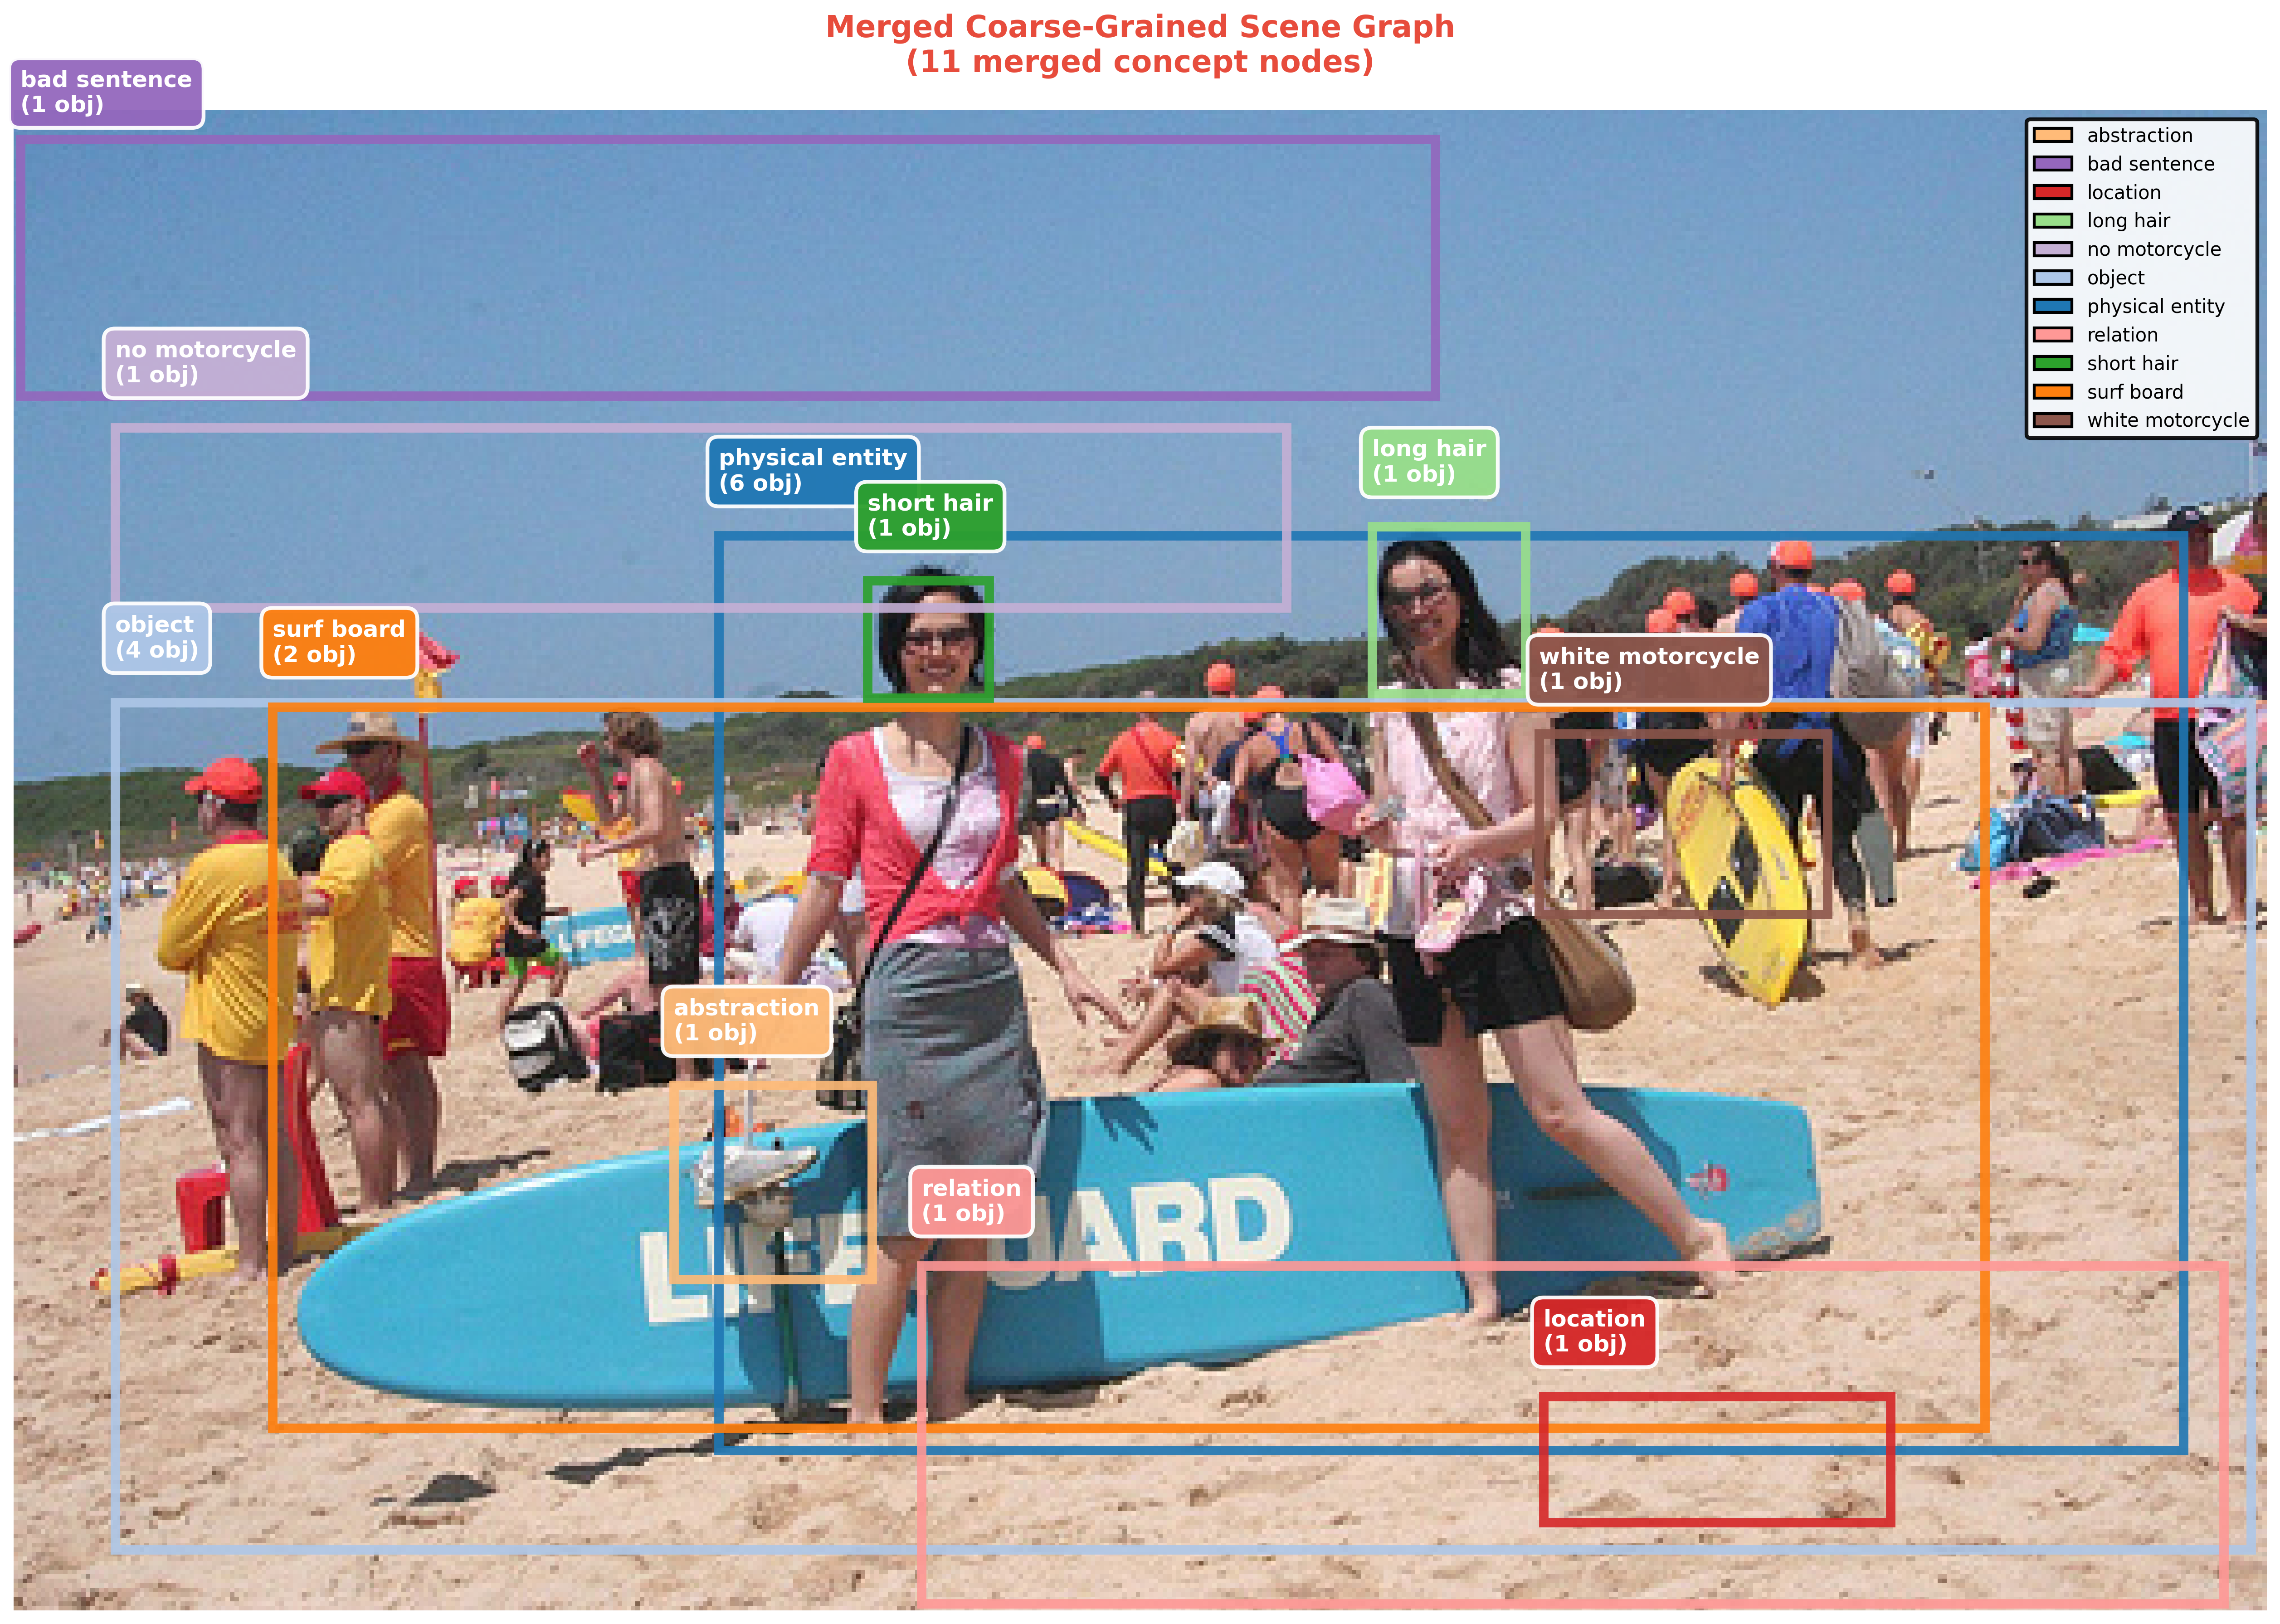 Merged Coarse-Grained Scene Graph
(11 merged concept nodes)
bad sentence
(1 obj)
abstraction
bad sentence
location
long hair
no motorcycle
object
physical entity
relation
short hair
surf board
white motorcycle
no motorcycle
(1 obj)
physical entity
(6 obj)
long hair
(1 obj)
short hair
(1 obj)
object
(4 obj)
surf board
(2 obj)
white motorcycle
(1 obj)
abstraction
(1 obj)
relation
(1 obj)
location
(1 obj)